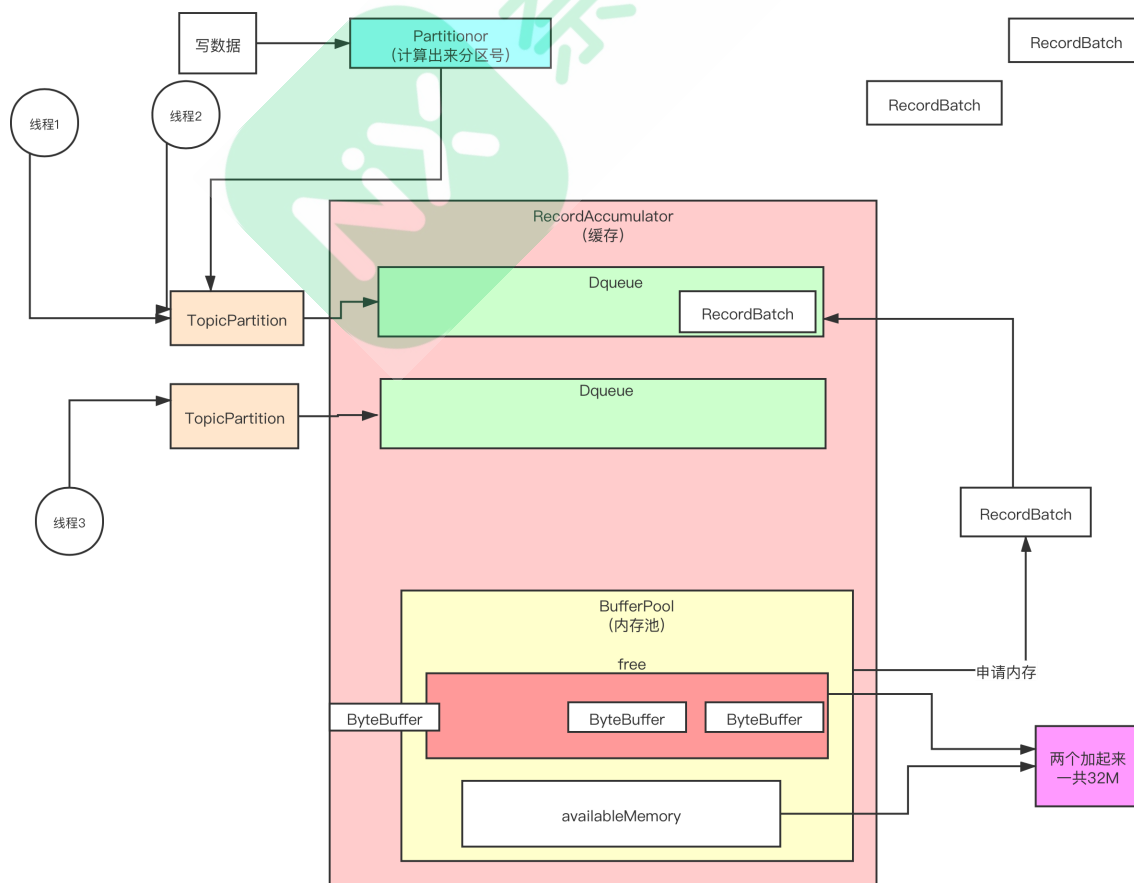 写数据
Partitionor
（计算出来分区号）
RecordBatch
RecordBatch
线程1
线程2
RecordAccumulator
（缓存）
Dqueue
RecordBatch
TopicPartition
Dqueue
TopicPartition
线程3
RecordBatch
BufferPool
（内存池）
free
申请内存
ByteBuffer
ByteBuffer
ByteBuffer
两个加起来
一共32M
availableMemory